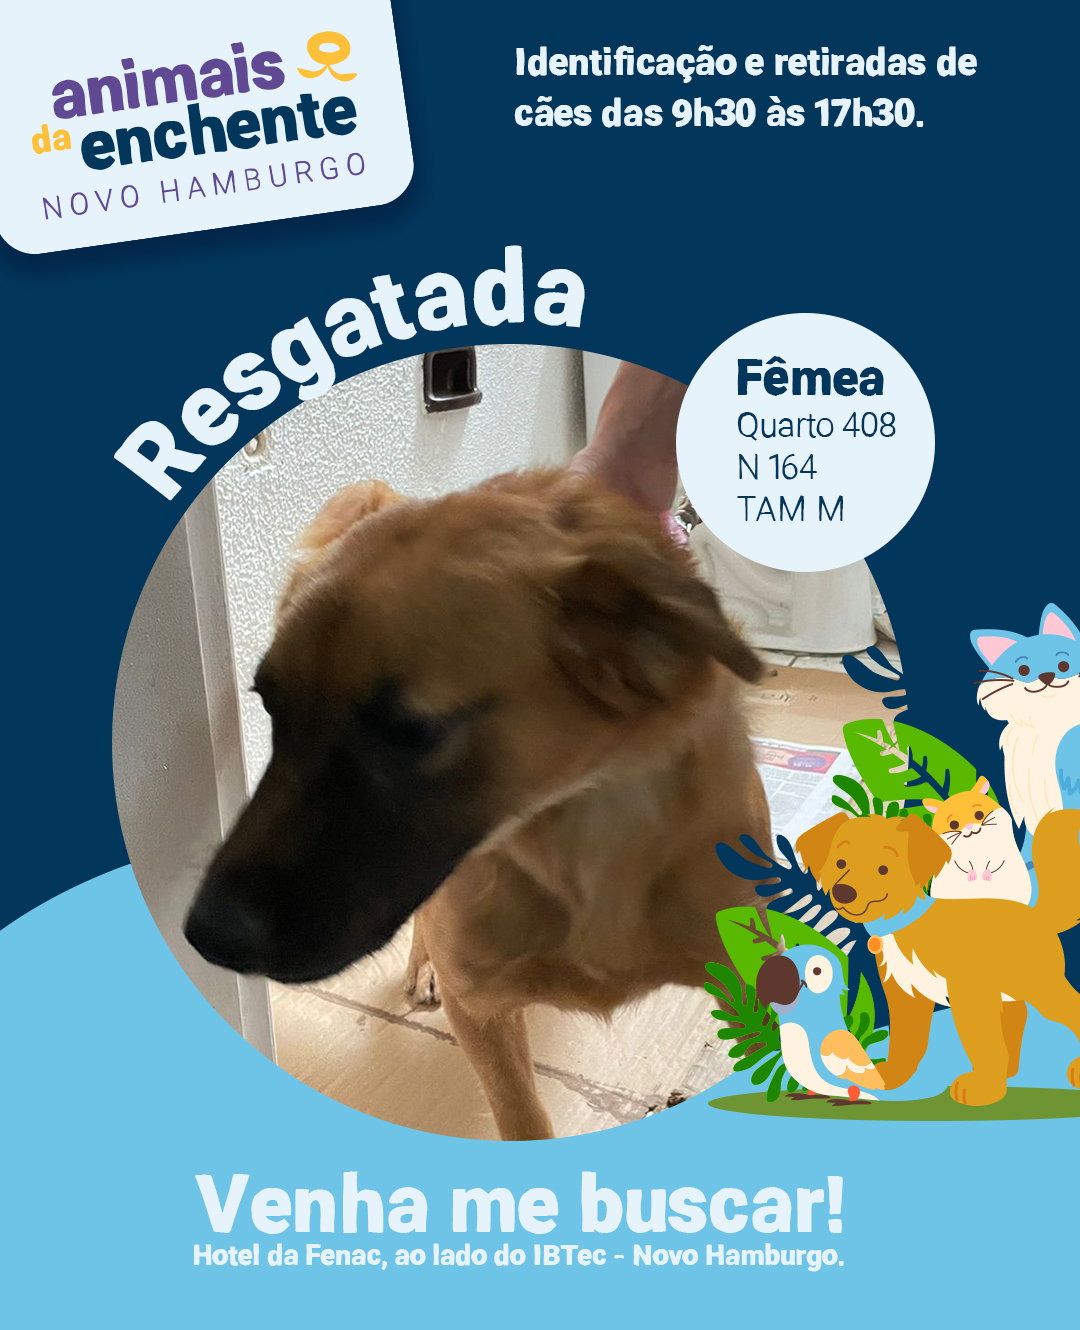 animais
da enchente
NOVO HAMBURGO
Identificação e retiradas de
cães das 9h30 às 17h30.
Resgatada
Fêmea
Quarto 408
N 164
TAM M
Venha me buscar!
Hotel da Fenac, ao lado do IBTec - Novo Hamburgo.